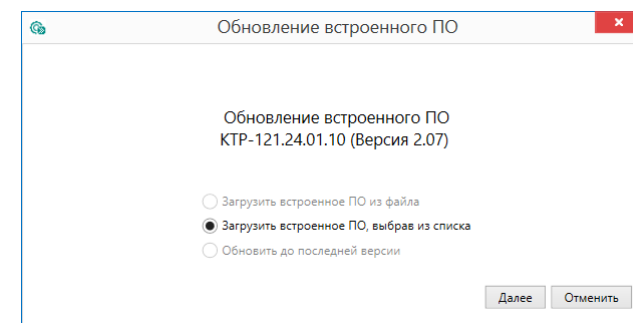 Обновление встроенного ПО
Обновление встроенного ПО
КТР-121.24.01.10 (Версия 2.07)
Загрузить встроенное ПО из файла
Загрузить встроенное ПО, выбрав из списка
Обновить до последней версии
Далее Отменить